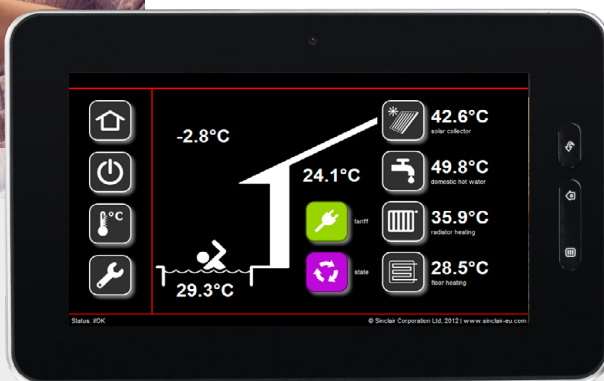 -2.8°C
24.1°C
29.3°C
°C
tariff
state
42.6°C
solar collector
49.8°C
domestic hot water
35.9°C
radiator heating
28.5°C
floor heating
Status: I/OK
© Sinclair Corporation Ltd, 2012 | www.sinclair-eu.com